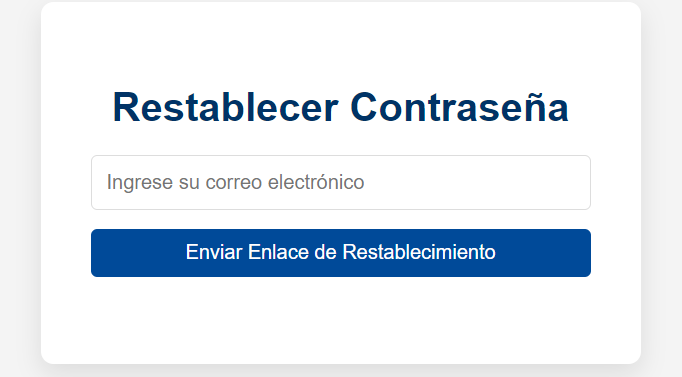 Restablecer Contraseña
Ingrese su correo electrónico
Enviar Enlace de Restablecimiento